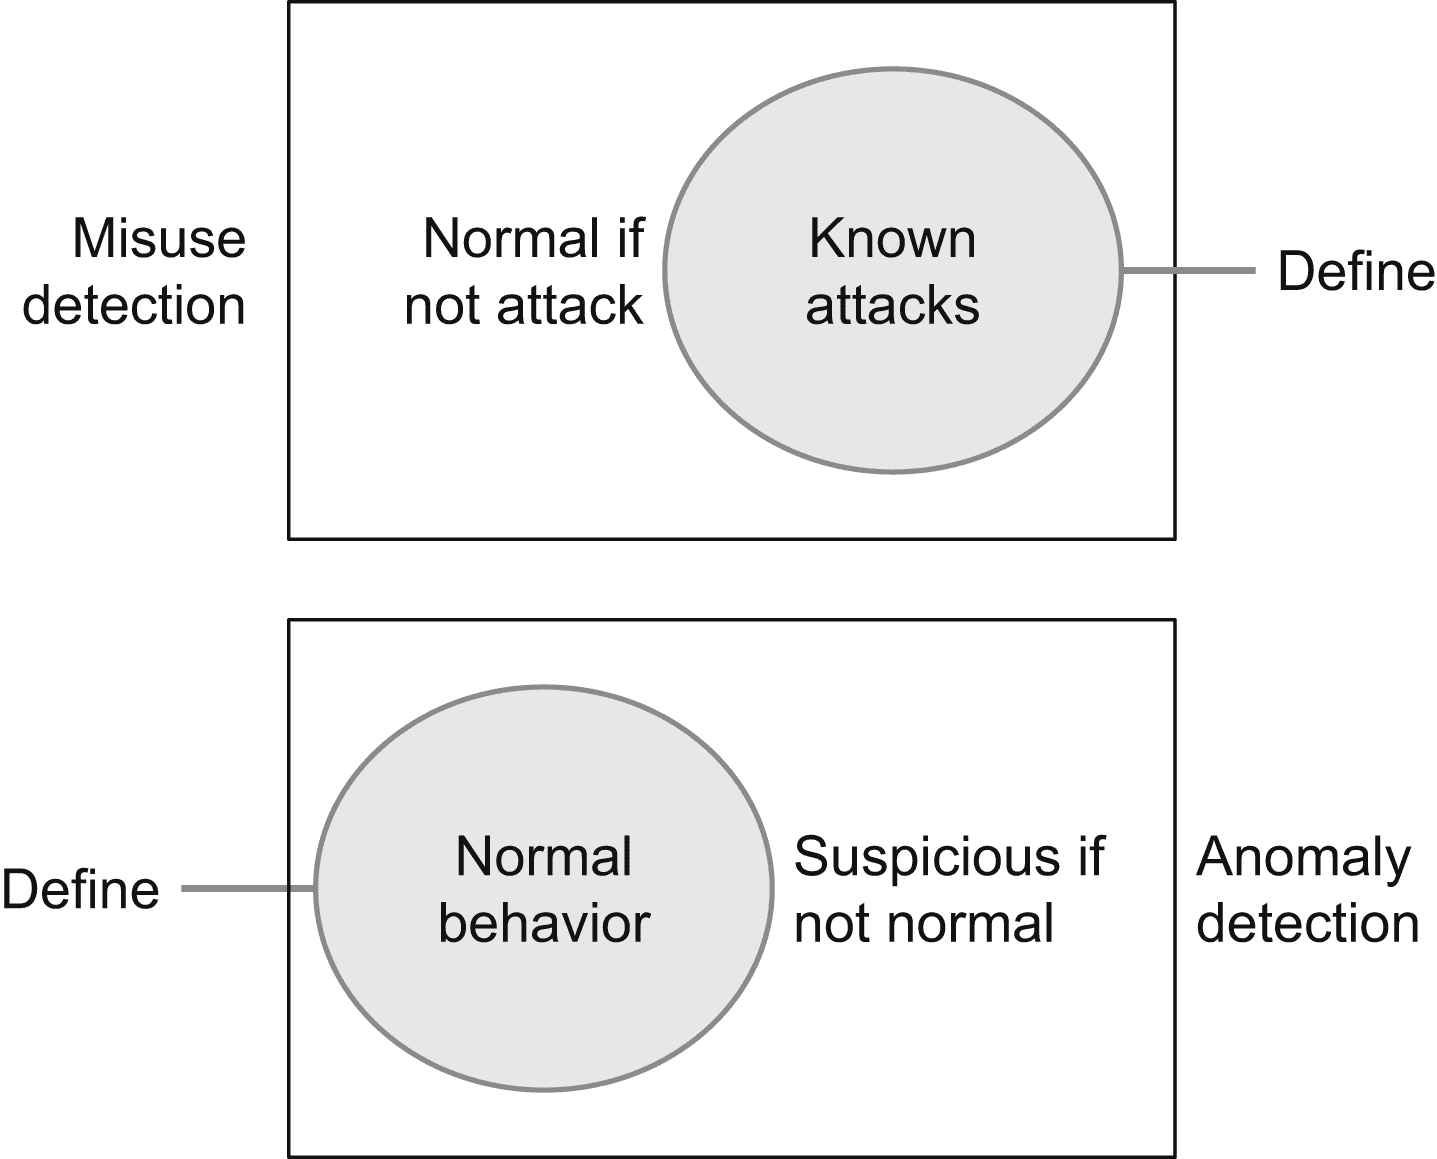 Misuse
detection
Normal if
not attack
Known
attacks
Define
Define
Normal
behavior
Suspicious if
not normal
Anomaly
detection